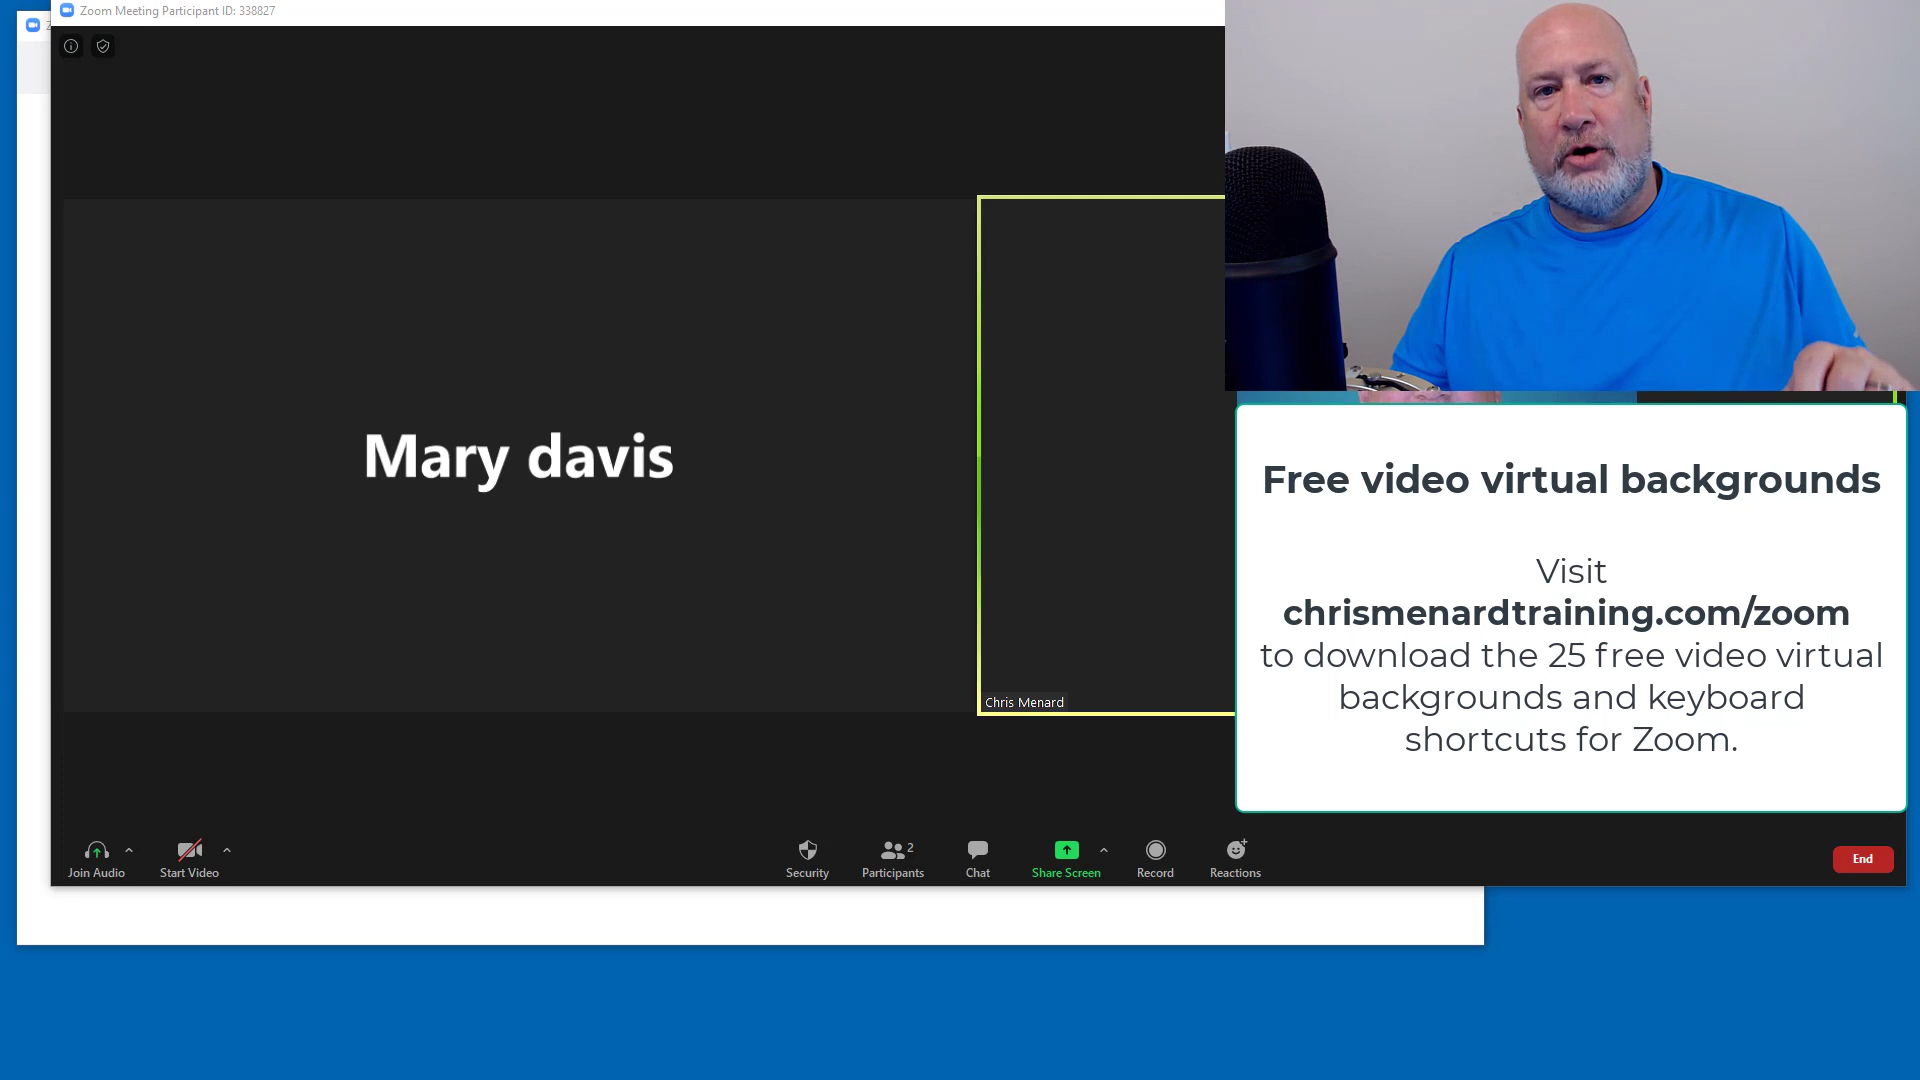 Zoom Meeting Participant ID: 338827
Mary davis
Chris Menard
Free video virtual backgrounds
Visit
chrismenardtraining.com/zoom
to download the 25 free video virtual
backgrounds and keyboard
shortcuts for Zoom.
Join Audio
Start Video
Security
Participants
2
Chat
Share Screen
Record
Reactions
End